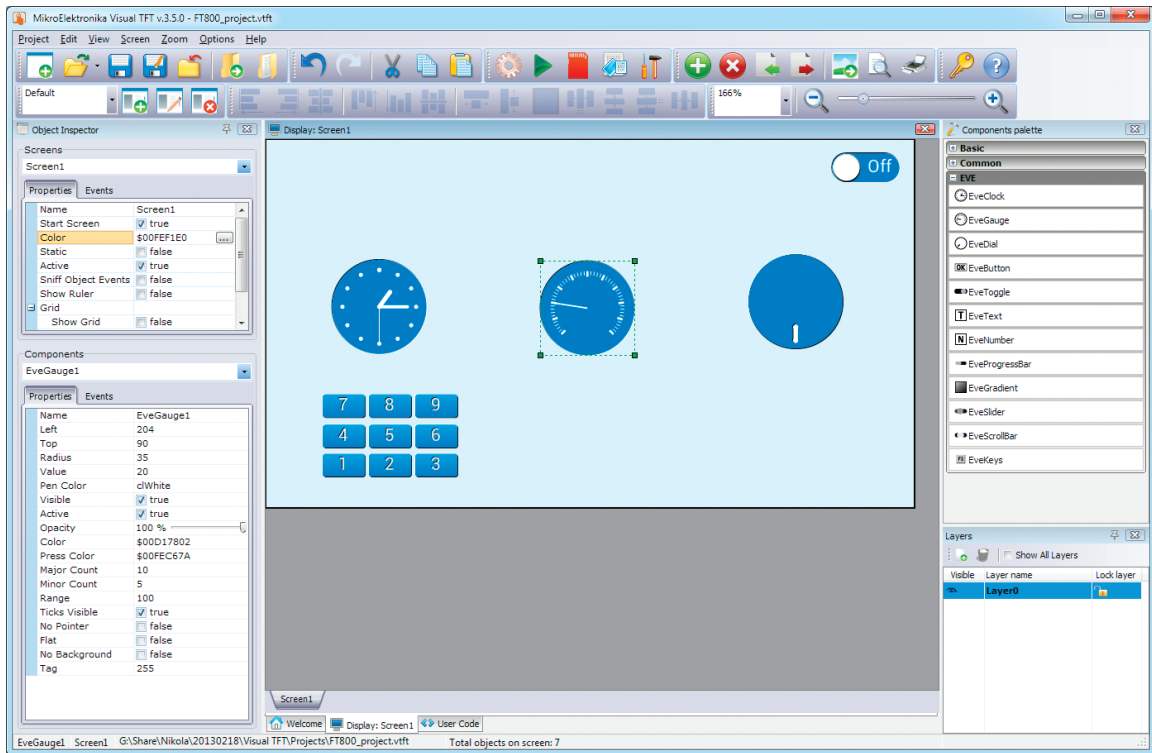 MikroElektronika Visual TFT v.3.5.0 - FT800_project.vtft
Project Edit View Screen Zoom Options Help
Default
166%
Object Inspector
Screens
Screen1
Properties Events
Name Screen1
Start Screen true
Color $00FEF1E0 ...
Static false
Active true
Sniff Object Events false
Show Ruler false
Grid
Show Grid false
Components
EveGauge1
Properties Events
Name EveGauge1
Left 204
Top 90
Radius 35
Value 20
Pen Color clWhite
Visible true
Active true
Opacity 100 %
Color $00D17802
Press Color $00FEC67A
Major Count 10
Minor Count 5
Range 100
Ticks Visible true
No Pointer false
Flat false
No Background false
Tag 255
Display: Screen1
Off
7 8 9
4 5 6
1 2 3
Screen1
Welcome Display: Screen1 User Code
Components palette
Basic
Common
EVE
EveClock
EveGauge
EveDial
OK EveButton
EveToggle
T EveText
N EveNumber
EveProgressBar
EveGradient
EveSlider
EveScrollBar
EveKeys
Layers
Show All Layers
Visible Layer name Lock layer
Layer0
EveGauge1 Screen1 G:\Share\Nikola\20130218\Visual TFT\Projects\FT800_project.vtft Total objects on screen: 7